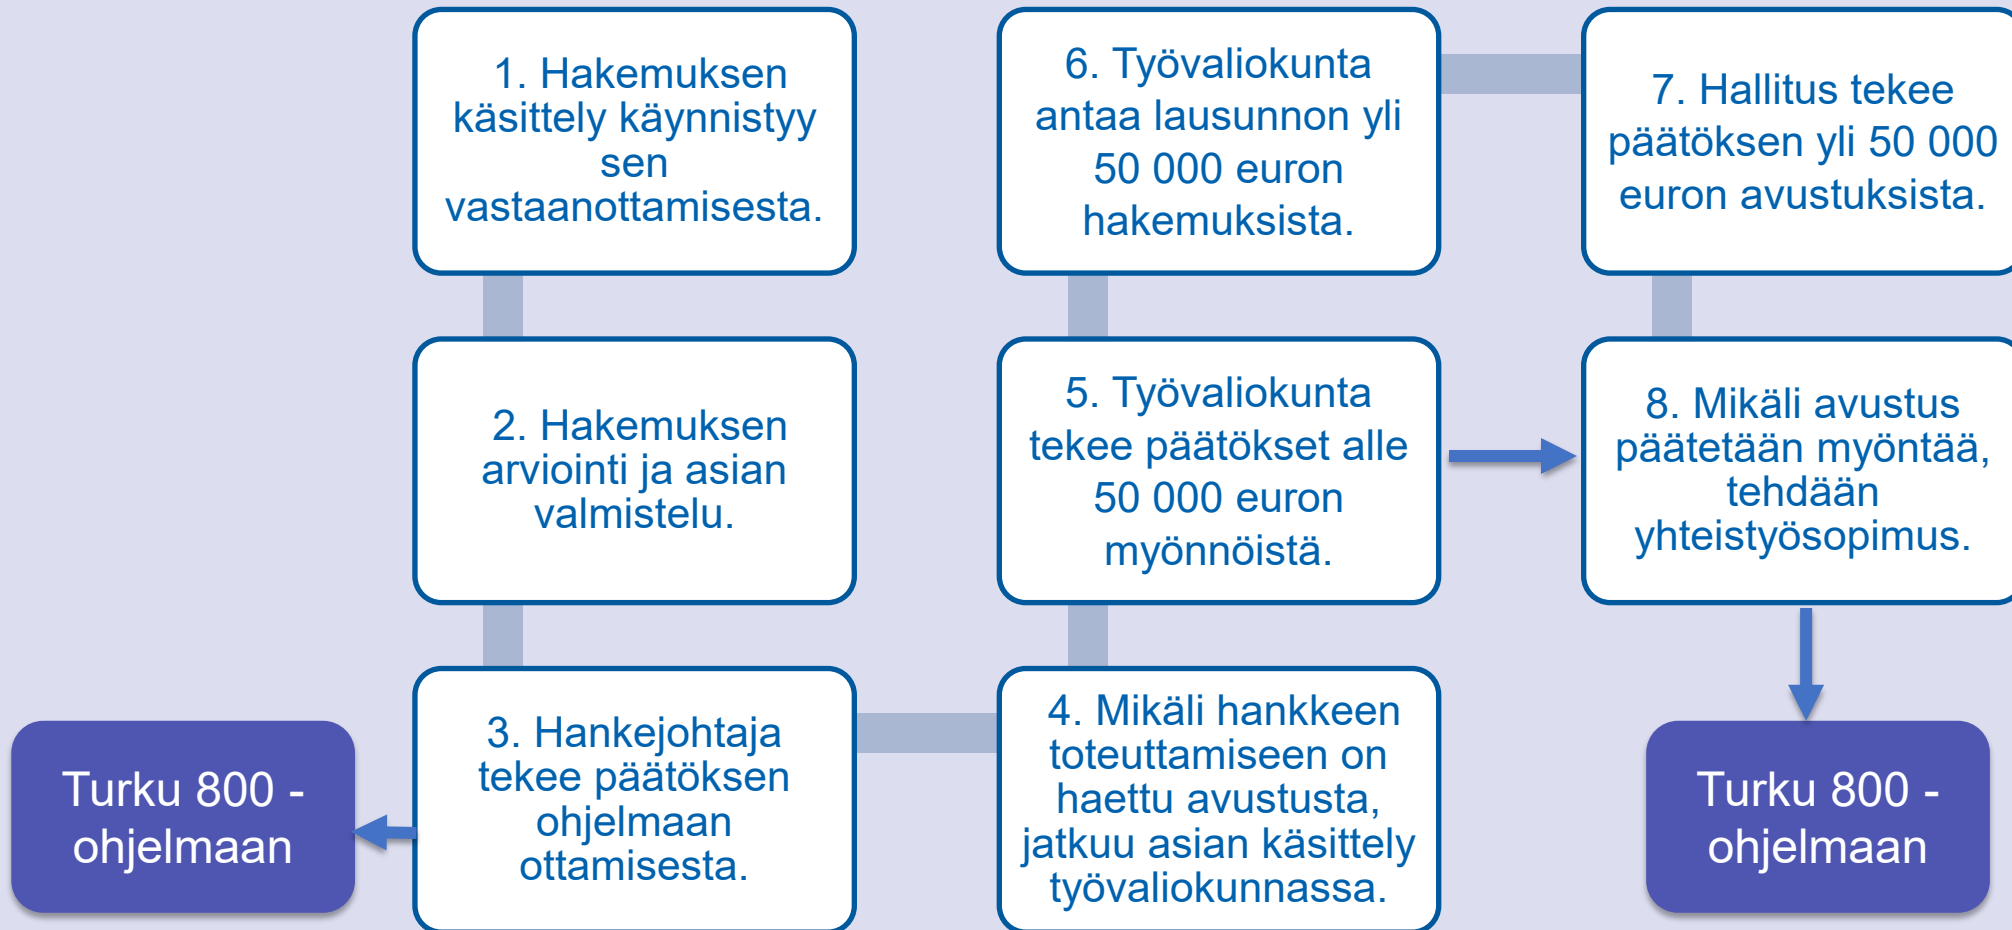 1. Hakemuksen
käsittely käynnistyy
sen
vastaanottamisesta.
2. Hakemuksen
arviointi ja asian
valmistelu.
3. Hankejohtaja
tekee päätöksen
ohjelmaan
ottamisesta.
Turku 800 -
ohjelmaan
4. Mikäli hankkeen
toteuttamiseen on
haettu avustusta,
jatkuu asian käsittely
työvaliokunnassa.
5. Työvaliokunta
tekee päätökset alle
50 000 euron
myönnöistä.
6. Työvaliokunta
antaa lausunnon yli
50 000 euron
hakemuksista.
7. Hallitus tekee
päätöksen yli 50 000
euron avustuksista.
8. Mikäli avustus
päätetään myöntää,
tehdään
yhteistyösopimus.
Turku 800 -
ohjelmaan